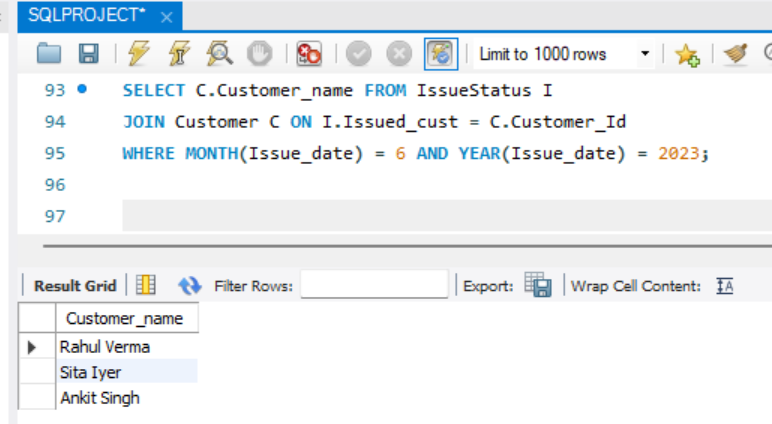 SQLPROJECT* ×
Limit to 1000 rows
93 SELECT C.Customer_name FROM IssueStatus I
94 JOIN Customer C ON I.Issued_cust = C.Customer_Id
95 WHERE MONTH(Issue_date) = 6 AND YEAR(Issue_date) = 2023;
96
97
Result Grid Filter Rows: Export: Wrap Cell Content: IA
Customer_name
Rahul Verma
Sita Iyer
Ankit Singh